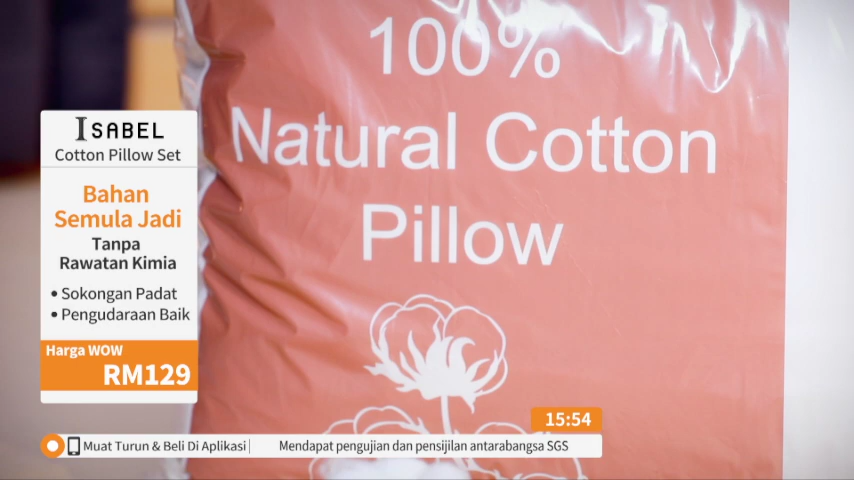 100%
Natural Cotton
Pillow
ISABEL
Cotton Pillow Set
Bahan
Semula Jadi
Tanpa
Rawatan Kimia
• Sokongan Padat
• Pengudaraan Baik
Harga WOW
RM129
15:54
Muat Turun & Beli Di Aplikasi
Mendapat pengujian dan pensijilan antarabangsa SGS